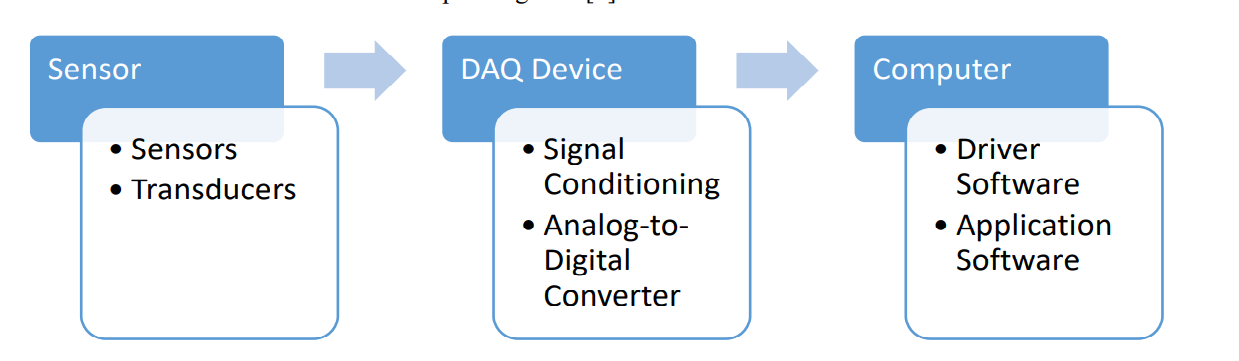 Sensor
• Sensors
• Transducers
DAQ Device
• Signal
Conditioning
• Analog-to-
Digital
Converter
Computer
• Driver
Software
• Application
Software